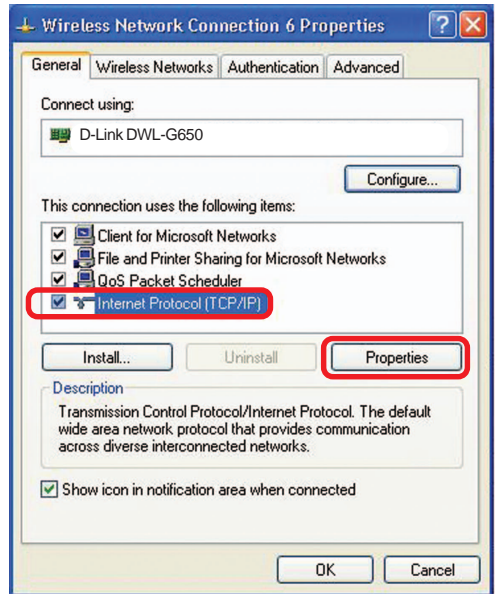 Wireless Network Connection 6 Properties
General
Wireless Networks
Authentication
Advanced
Connect using:
D-Link DWL-G650
Configure...
This connection uses the following items:
Client for Microsoft Networks
File and Printer Sharing for Microsoft Networks
QoS Packet Scheduler
Internet Protocol (TCP/IP)
Install...
Uninstall
Properties
Description
Transmission Control Protocol/Internet Protocol. The default
wide area network protocol that provides communication
across diverse interconnected networks.
Show icon in notification area when connected
OK
Cancel